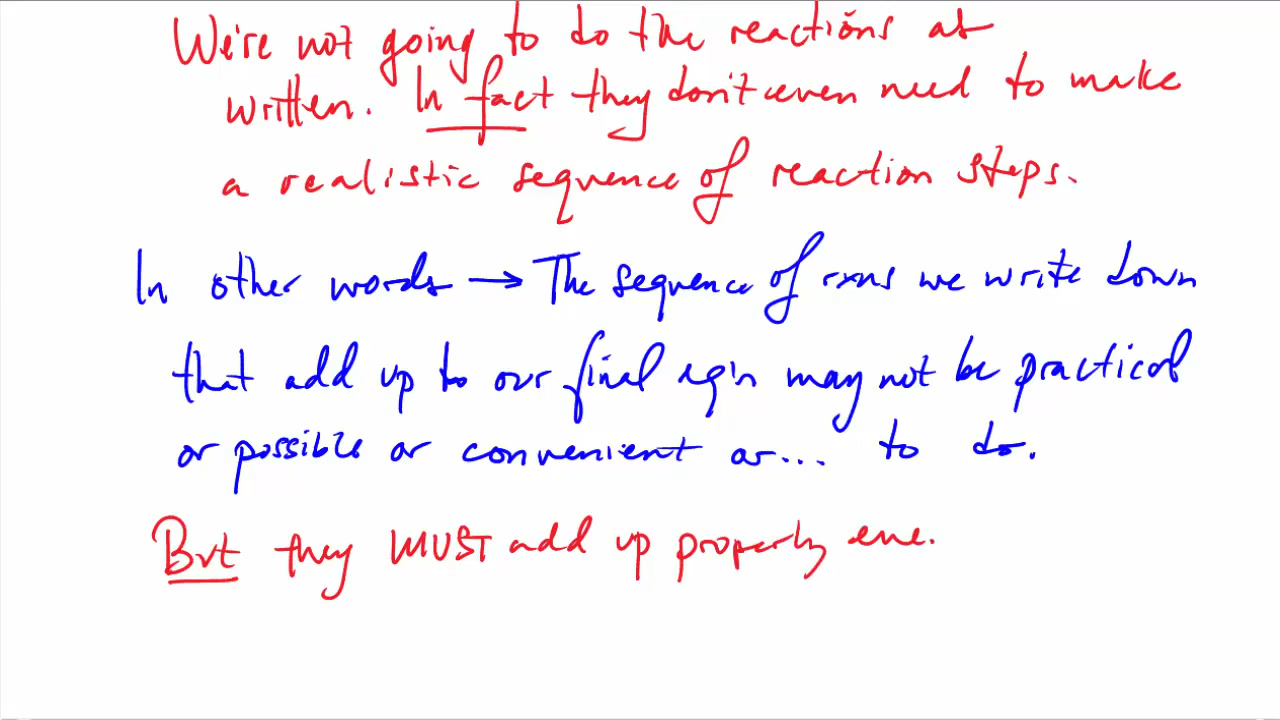 We're not going to do the reactions as
written. In fact they don't even need to make
a realistic sequence of reaction steps.
In other words → The sequence of rxns we write down
that add up to our final eqn may not be practical
or possible or convenient or... to do.
But they MUST add up properly